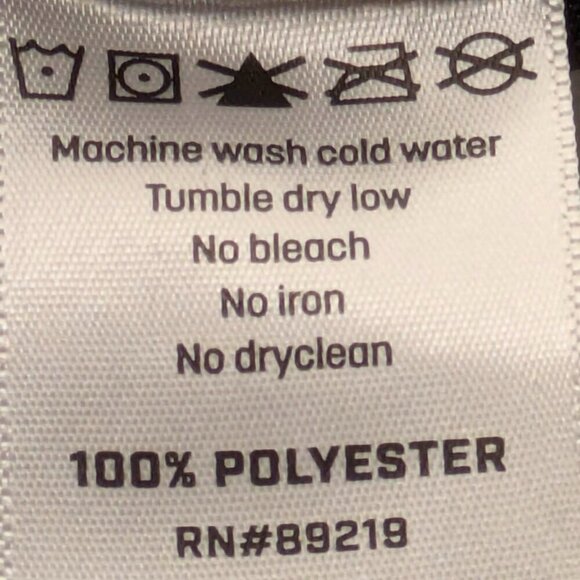 Machine wash cold water
Tumble dry low
No bleach
No iron
No dryclean
100% POLYESTER
RN#89219